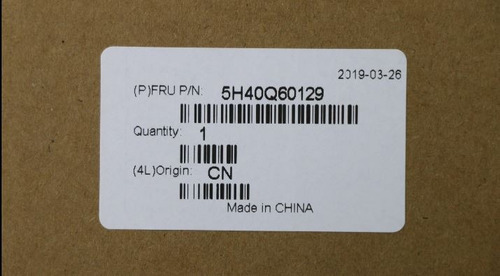 2019-03-26
(P)FRU P/N: 5H40Q60129
Quantity: 1
(4L)Origin: CN
Made in CHINA